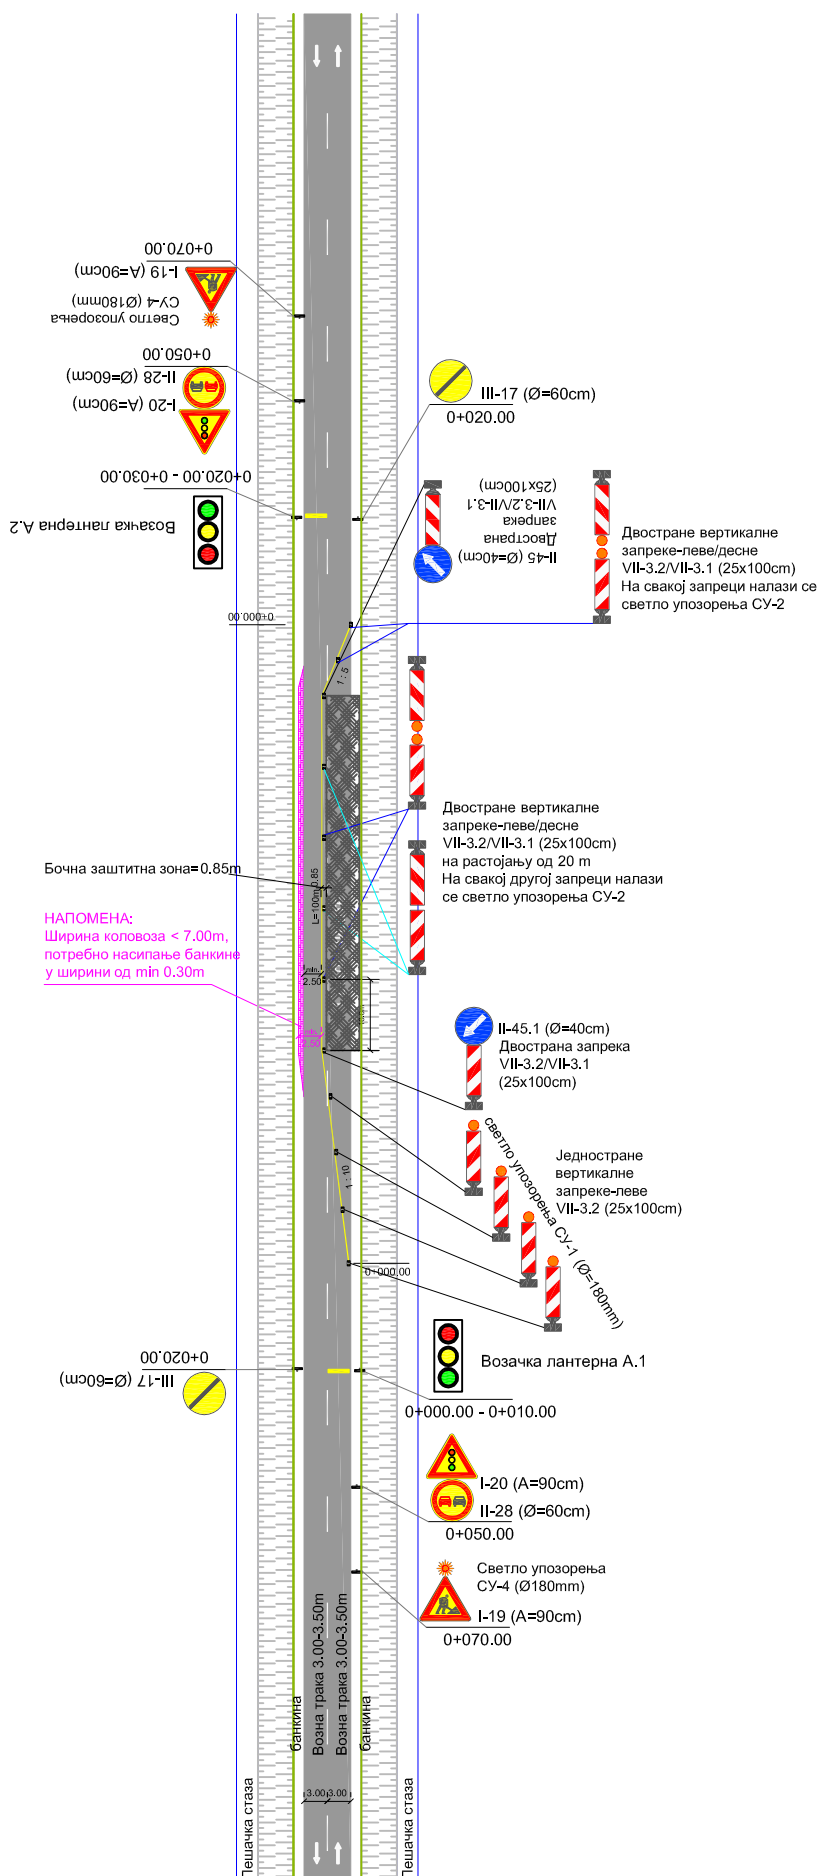 0+070.00
I-19 (A=90cm)
СУ-4 (Ø180mm)
Светло упозорења
0+050.00
II-28 (Ø=60cm)
I-20 (A=90cm)
III-17 (Ø=60cm)
0+020.00
0+020.00 - 0+030.00
Возачка лантерна А.2
II-45 (Ø=40cm)
Двострана
запрека
VII-3.2/VII-3.1
(25x100cm)
Двостране вертикалне
запреке-леве/десне
VII-3.2/VII-3.1 (25x100cm)
На свакој запреци налази се
светло упозорења СУ-2
0+000.00
1 : 5
Двостране вертикалне
запреке-леве/десне
VII-3.2/VII-3.1 (25x100cm)
на растојању од 20 m
На свакој другој запреци налази
се светло упозорења СУ-2
Бочна заштитна зона=0.85m
0.85
L=100m
НАПОМЕНА:
Ширина коловоза < 7.00m,
потребно насипање банкине
у ширини од min 0.30m
min.
2.50
min.
2.50
II-45.1 (Ø=40cm)
Двострана запрека
VII-3.2/VII-3.1
(25x100cm)
светло упозорења СУ-1 (Ø=180mm)
Једностране
вертикалне
запреке-леве
VII-3.2 (25x100cm)
1 : 10
0+000.00
0+020.00
III-17 (Ø=60cm)
Возачка лантерна А.1
0+000.00 - 0+010.00
I-20 (A=90cm)
II-28 (Ø=60cm)
0+050.00
Светло упозорења
СУ-4 (Ø180mm)
I-19 (A=90cm)
0+070.00
Пешачка стаза
банкина
Возна трака 3.00-3.50m
Возна трака 3.00-3.50m
банкина
Пешачка стаза
3.00
3.00